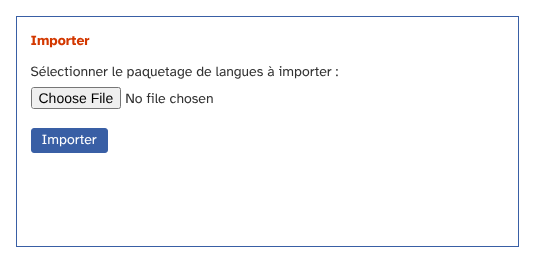 Importer
Sélectionner le paquetage de langues à importer :
Choose File No file chosen
Importer